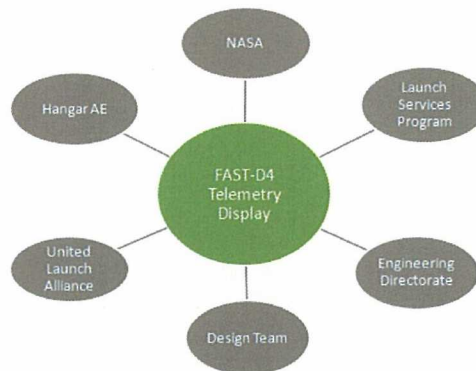 NASA
Hangar AE
Launch
Services
Program
FAST-D4
Telemetry
Display
United
Launch
Alliance
Engineering
Directorate
Design Team